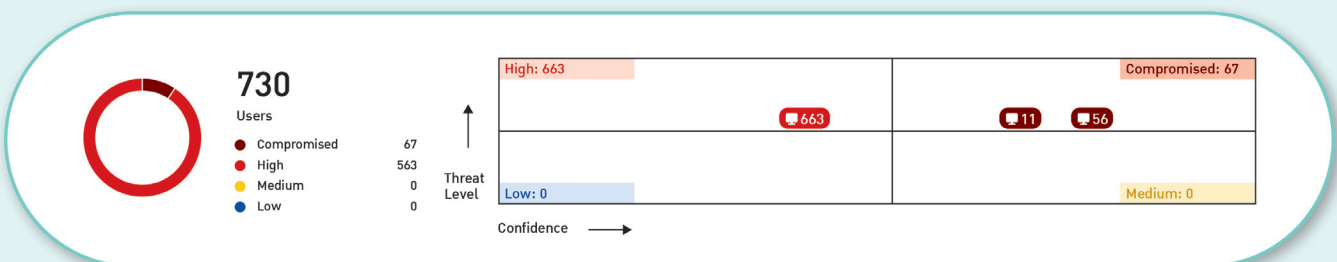 730
Users
Compromised 67
High 563
Medium 0
Low 0
Threat
Level
High: 663
Compromised: 67
663
11
56
Low: 0
Medium: 0
Confidence